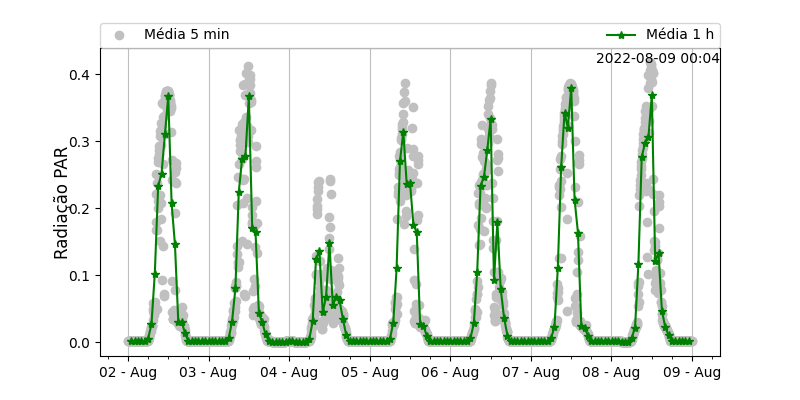 Média 5 min
Média 1 h
2022-08-09 00:04
Radiação PAR
0.4
0.3
0.2
0.1
0.0
02 - Aug
03 - Aug
04 - Aug
05 - Aug
06 - Aug
07 - Aug
08 - Aug
09 - Aug